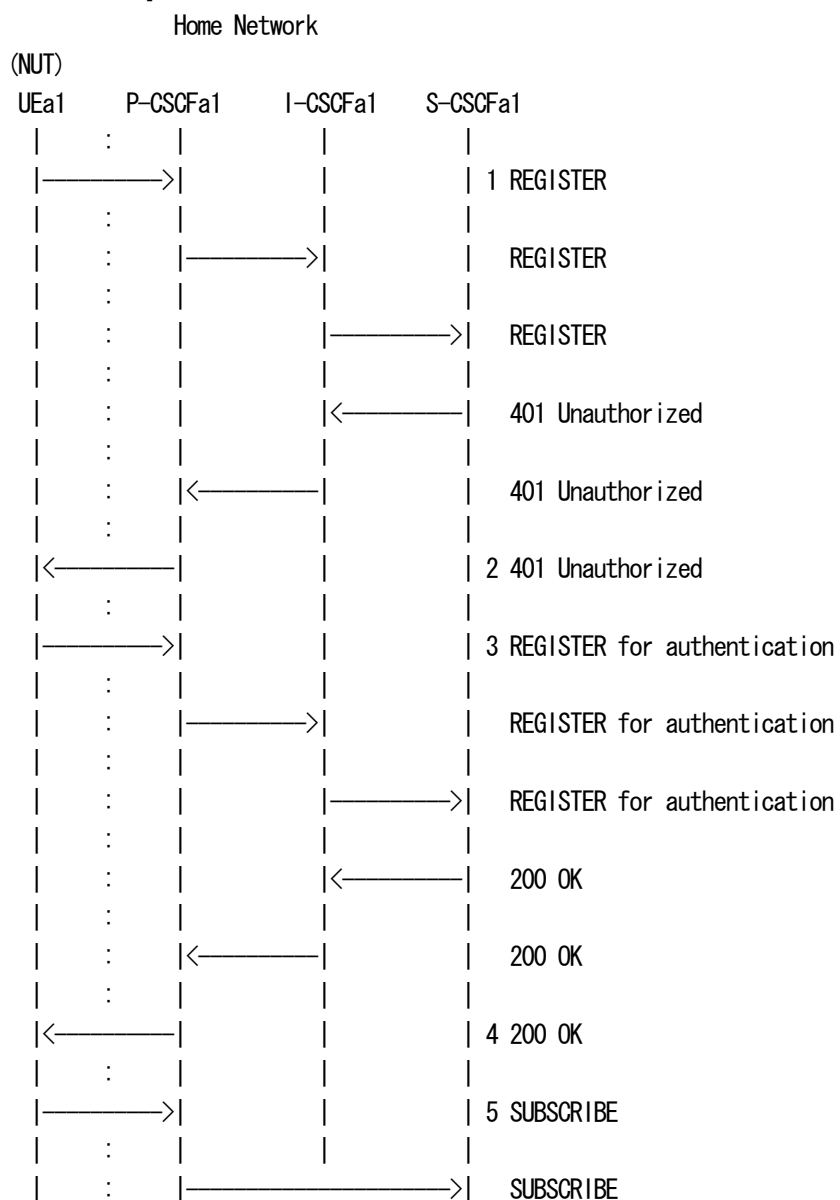 Home Network
(NUT)
UEa1 P-CSCFa1 I-CSCFa1 S-CSCFa1
| : | | |
|---------->| | | 1 REGISTER
| : | | |
| : |---------->| | REGISTER
| : | | |
| : | |---------->| REGISTER
| : | | |
| : | |<----------| 401 Unauthorized
| : | | |
| : |<----------| | 401 Unauthorized
| : | | |
|<----------| | | 2 401 Unauthorized
| : | | |
|---------->| | | 3 REGISTER for authentication
| : | | |
| : |---------->| | REGISTER for authentication
| : | | |
| : | |---------->| REGISTER for authentication
| : | | |
| : | |<----------| 200 OK
| : | | |
| : |<----------| | 200 OK
| : | | |
|<----------| | | 4 200 OK
| : | | |
|---------->| | | 5 SUBSCRIBE
| : | | |
| : |---------------------->| SUBSCRIBE